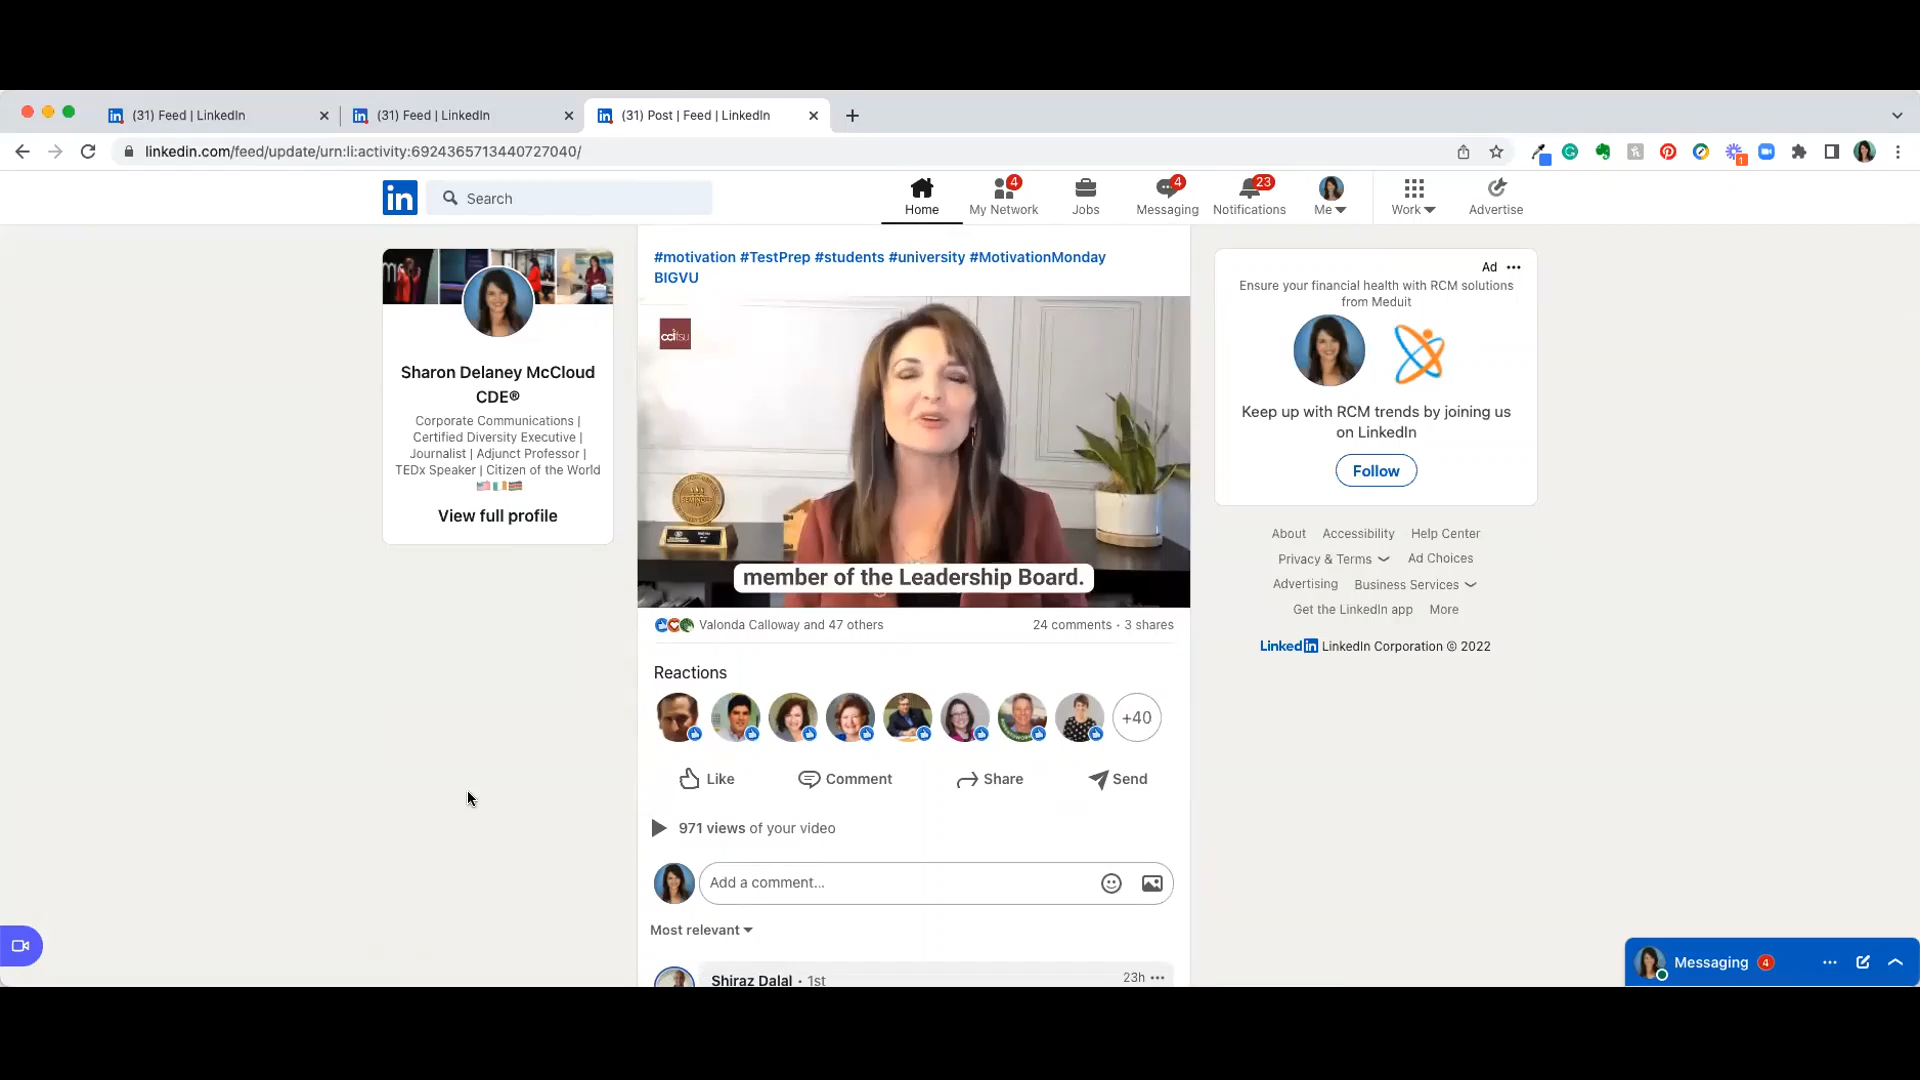 (31) Feed | LinkedIn
(31) Feed | LinkedIn
(31) Post | Feed | LinkedIn
linkedin.com/feed/update/urn:li:activity:6924365713440727040/
1
in
Search
Home
4
My Network
Jobs
4
Messaging
23
Notifications
Me
Work
Advertise
Sharon Delaney McCloud
CDE®
Corporate Communications |
Certified Diversity Executive |
Journalist | Adjunct Professor |
TEDx Speaker | Citizen of the World
View full profile
#motivation #TestPrep #students #university #MotivationMonday
BIGVU
member of the Leadership Board.
Valonda Calloway and 47 others
24 comments · 3 shares
Reactions
+40
Like
Comment
Share
Send
971 views of your video
Add a comment...
Most relevant
Shiraz Dalal · 1st
23h
Ad
Ensure your financial health with RCM solutions
from Meduit
Keep up with RCM trends by joining us
on LinkedIn
Follow
About Accessibility Help Center
Privacy & Terms Ad Choices
Advertising Business Services
Get the LinkedIn app More
LinkedIn LinkedIn Corporation © 2022
Messaging 4